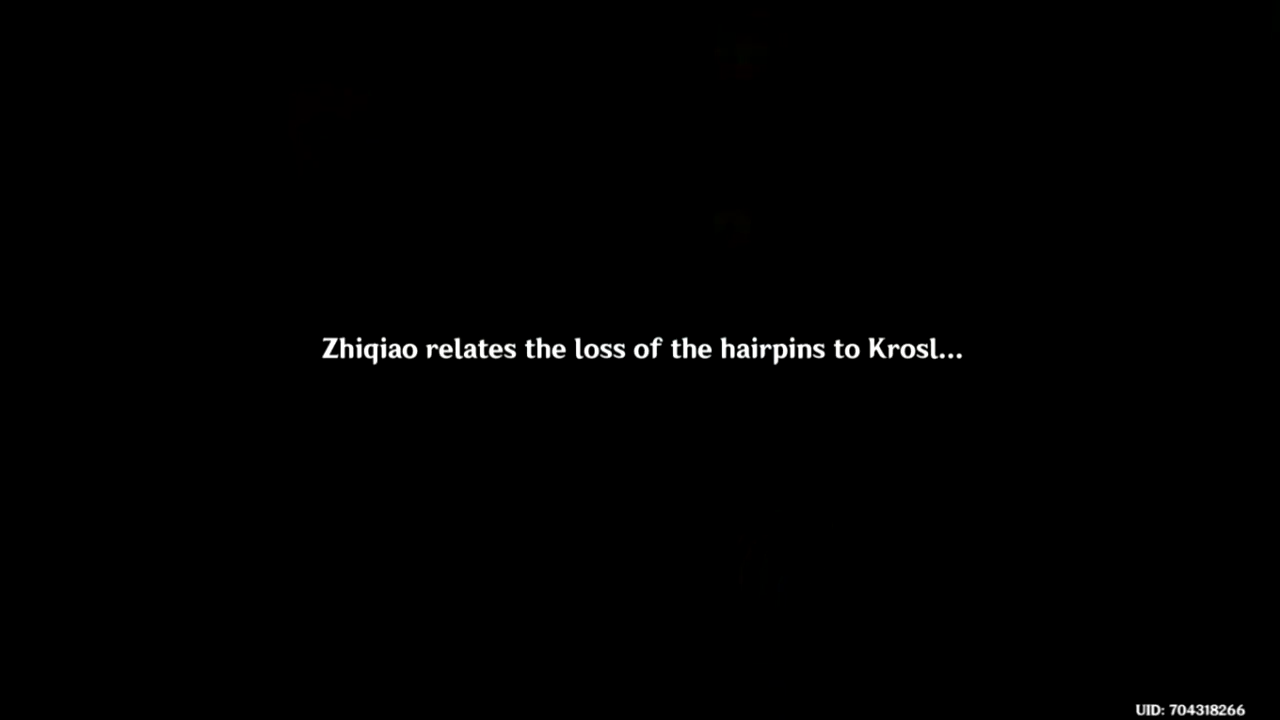 Zhiqiao relates the loss of the hairpins to Krosl...
UID: 704318266